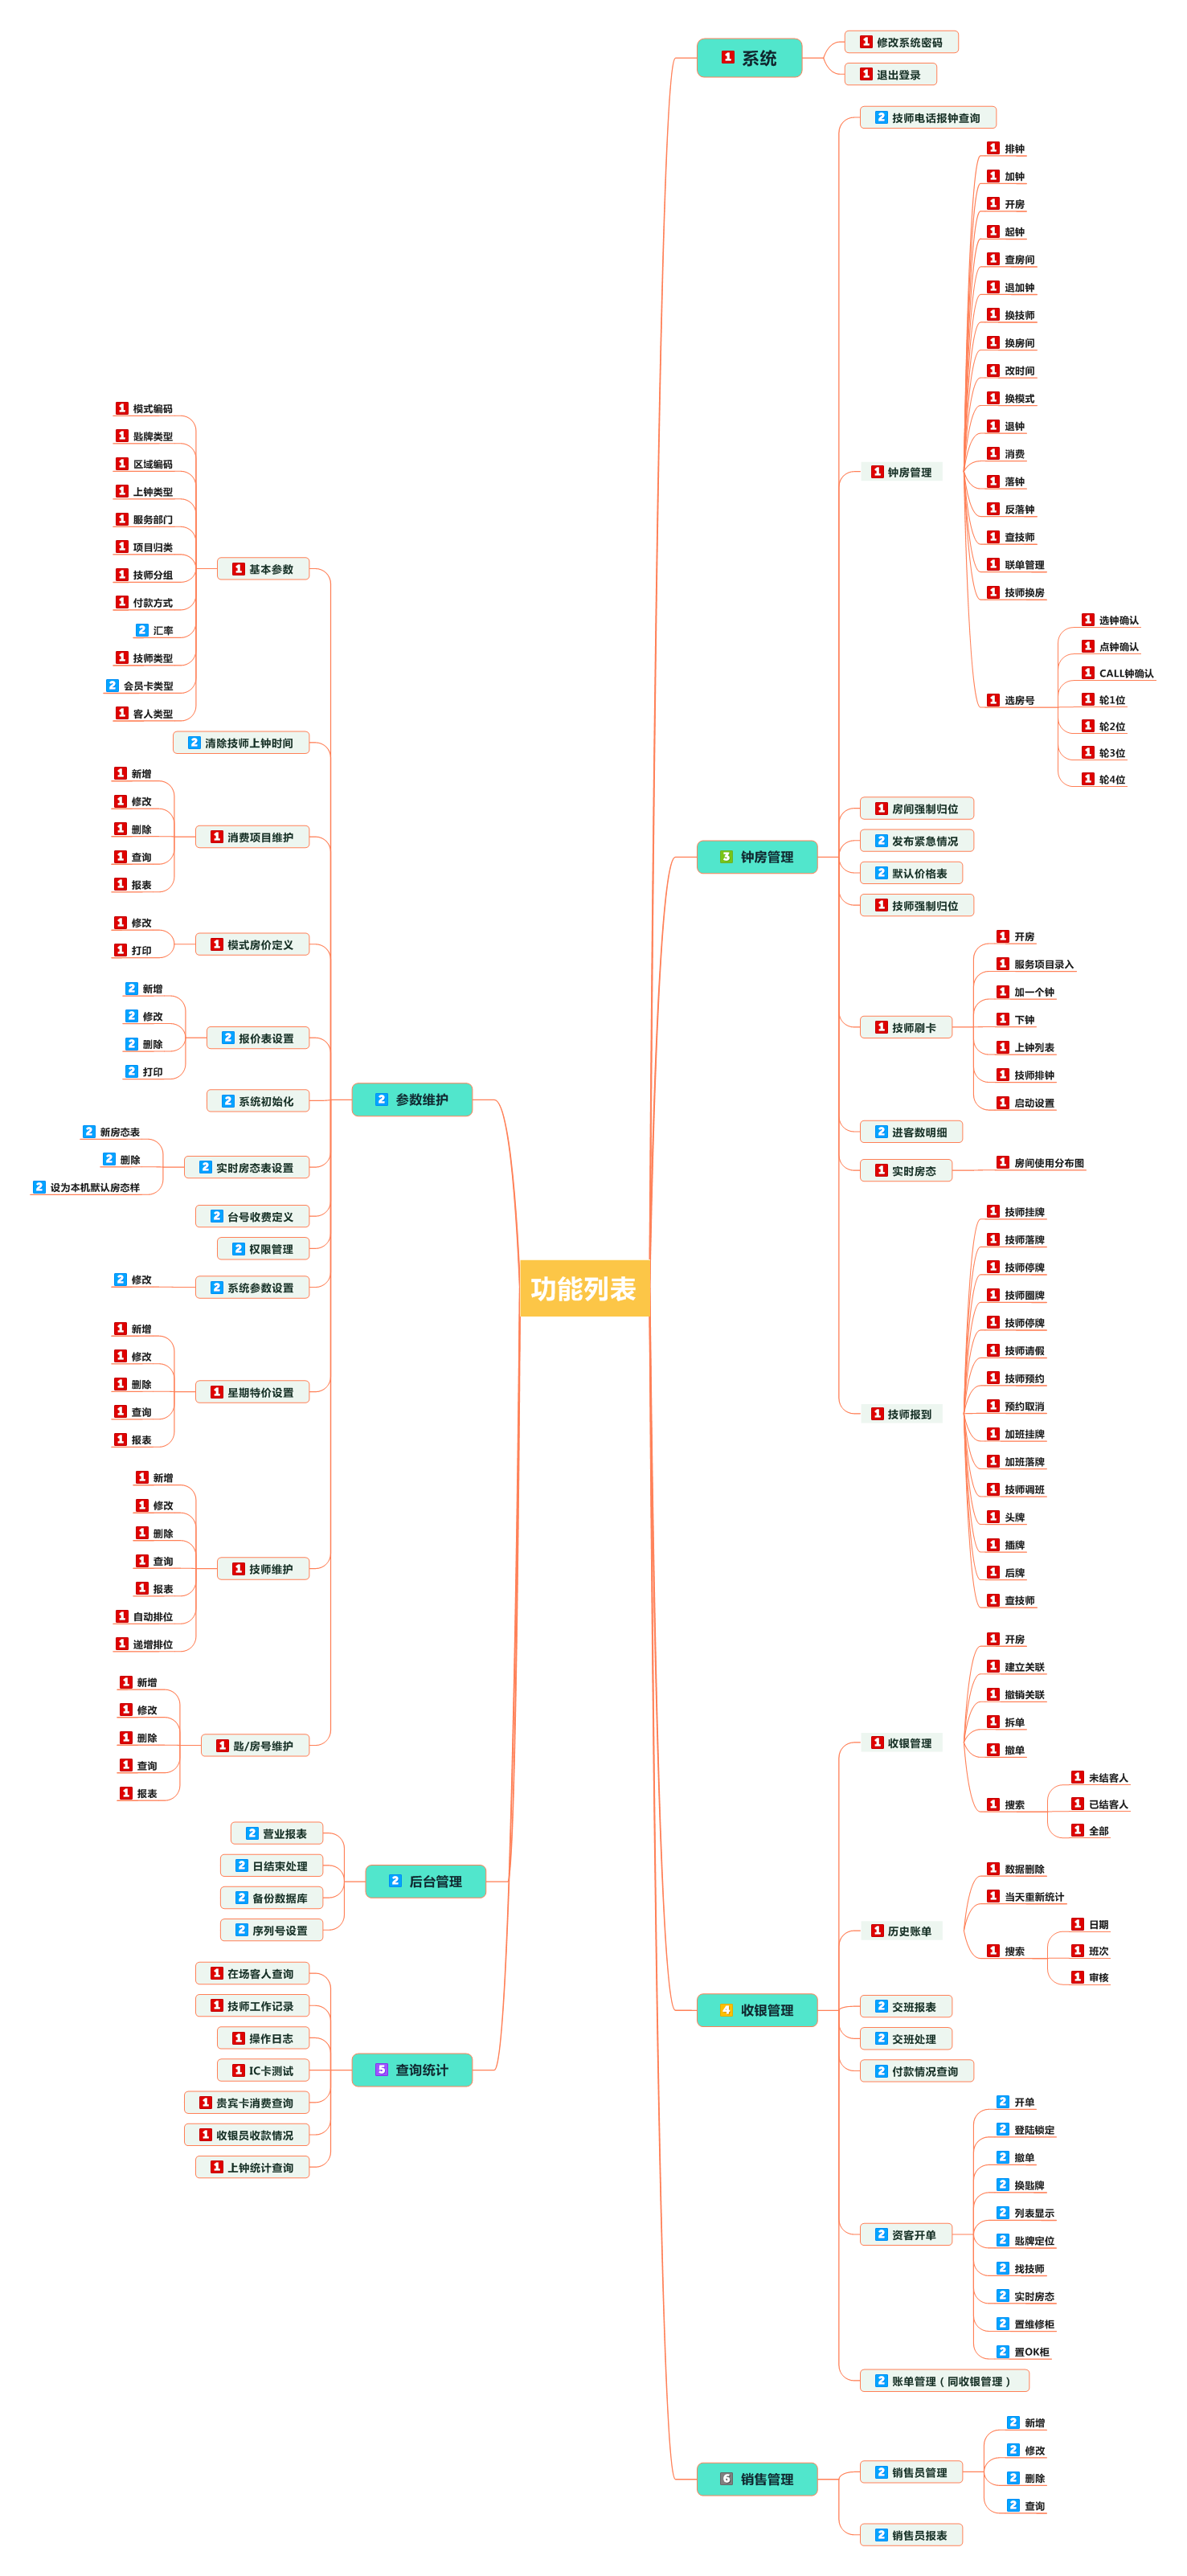 功能列表
1 系统
1 修改系统密码
1 退出登录
3 钟房管理
2 技师电话报钟查询
1 钟房管理
1 排钟
1 加钟
1 开房
1 起钟
1 查房间
1 退加钟
1 换技师
1 换房间
1 改时间
1 换模式
1 退钟
1 消费
1 落钟
1 反落钟
1 查技师
1 联单管理
1 技师换房
1 选房号
1 选钟确认
1 点钟确认
1 CALL钟确认
1 轮1位
1 轮2位
1 轮3位
1 轮4位
1 房间强制归位
2 发布紧急情况
2 默认价格表
1 技师强制归位
1 技师刷卡
1 开房
1 服务项目录入
1 加一个钟
1 下钟
1 上钟列表
1 技师排钟
1 启动设置
2 进客数明细
1 实时房态
1 房间使用分布图
1 技师报到
1 技师挂牌
1 技师落牌
1 技师停牌
1 技师圈牌
1 技师停牌
1 技师请假
1 技师预约
1 预约取消
1 加班挂牌
1 加班落牌
1 技师调班
1 头牌
1 插牌
1 后牌
1 查技师
4 收银管理
1 收银管理
1 开房
1 建立关联
1 撤销关联
1 拆单
1 撤单
1 搜索
1 未结客人
1 已结客人
1 全部
1 历史账单
1 数据删除
1 当天重新统计
1 搜索
1 日期
1 班次
1 审核
2 交班报表
2 交班处理
2 付款情况查询
2 资客开单
2 开单
2 登陆锁定
2 撤单
2 换匙牌
2 列表显示
2 匙牌定位
2 找技师
2 实时房态
2 置维修柜
2 置OK柜
2 账单管理（同收银管理）
6 销售管理
2 销售员管理
2 新增
2 修改
2 删除
2 查询
2 销售员报表
2 参数维护
1 基本参数
1 模式编码
1 匙牌类型
1 区域编码
1 上钟类型
1 服务部门
1 项目归类
1 技师分组
1 付款方式
2 汇率
1 技师类型
2 会员卡类型
1 客人类型
2 清除技师上钟时间
1 消费项目维护
1 新增
1 修改
1 删除
1 查询
1 报表
1 模式房价定义
1 修改
1 打印
2 报价表设置
2 新增
2 修改
2 删除
2 打印
2 系统初始化
2 实时房态表设置
2 新房态表
2 删除
2 设为本机默认房态样
2 台号收费定义
2 权限管理
2 系统参数设置
2 修改
1 星期特价设置
1 新增
1 修改
1 删除
1 查询
1 报表
1 技师维护
1 新增
1 修改
1 删除
1 查询
1 报表
1 自动排位
1 递增排位
1 匙/房号维护
1 新增
1 修改
1 删除
1 查询
1 报表
2 后台管理
2 营业报表
2 日结束处理
2 备份数据库
2 序列号设置
5 查询统计
1 在场客人查询
1 技师工作记录
1 操作日志
1 IC卡测试
1 贵宾卡消费查询
1 收银员收款情况
1 上钟统计查询